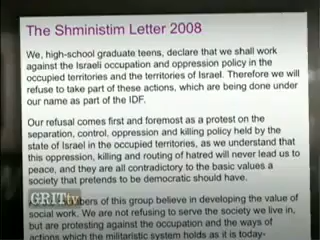 The Shministim Letter 2008
We, high-school graduate teens, declare that we shall work
against the Israeli occupation and oppression policy in the
occupied territories and the territories of Israel. Therefore we will
refuse to take part of these actions, which are being done under
our name as part of the IDF.
Our refusal comes first and foremost as a protest on the
separation, control, oppression and killing policy held by the
state of Israel in the occupied territories, as we understand that
this oppression, killing and routing of hatred will never lead us to
peace, and they are all contradictory to the basic values a
society that pretends to be democratic should have.
GRITtv
of this group believe in developing the value of
social work. We are not refusing to serve the society we live in,
but are protesting against the occupation and the ways of
actions which the militaristic system holds as it is today-